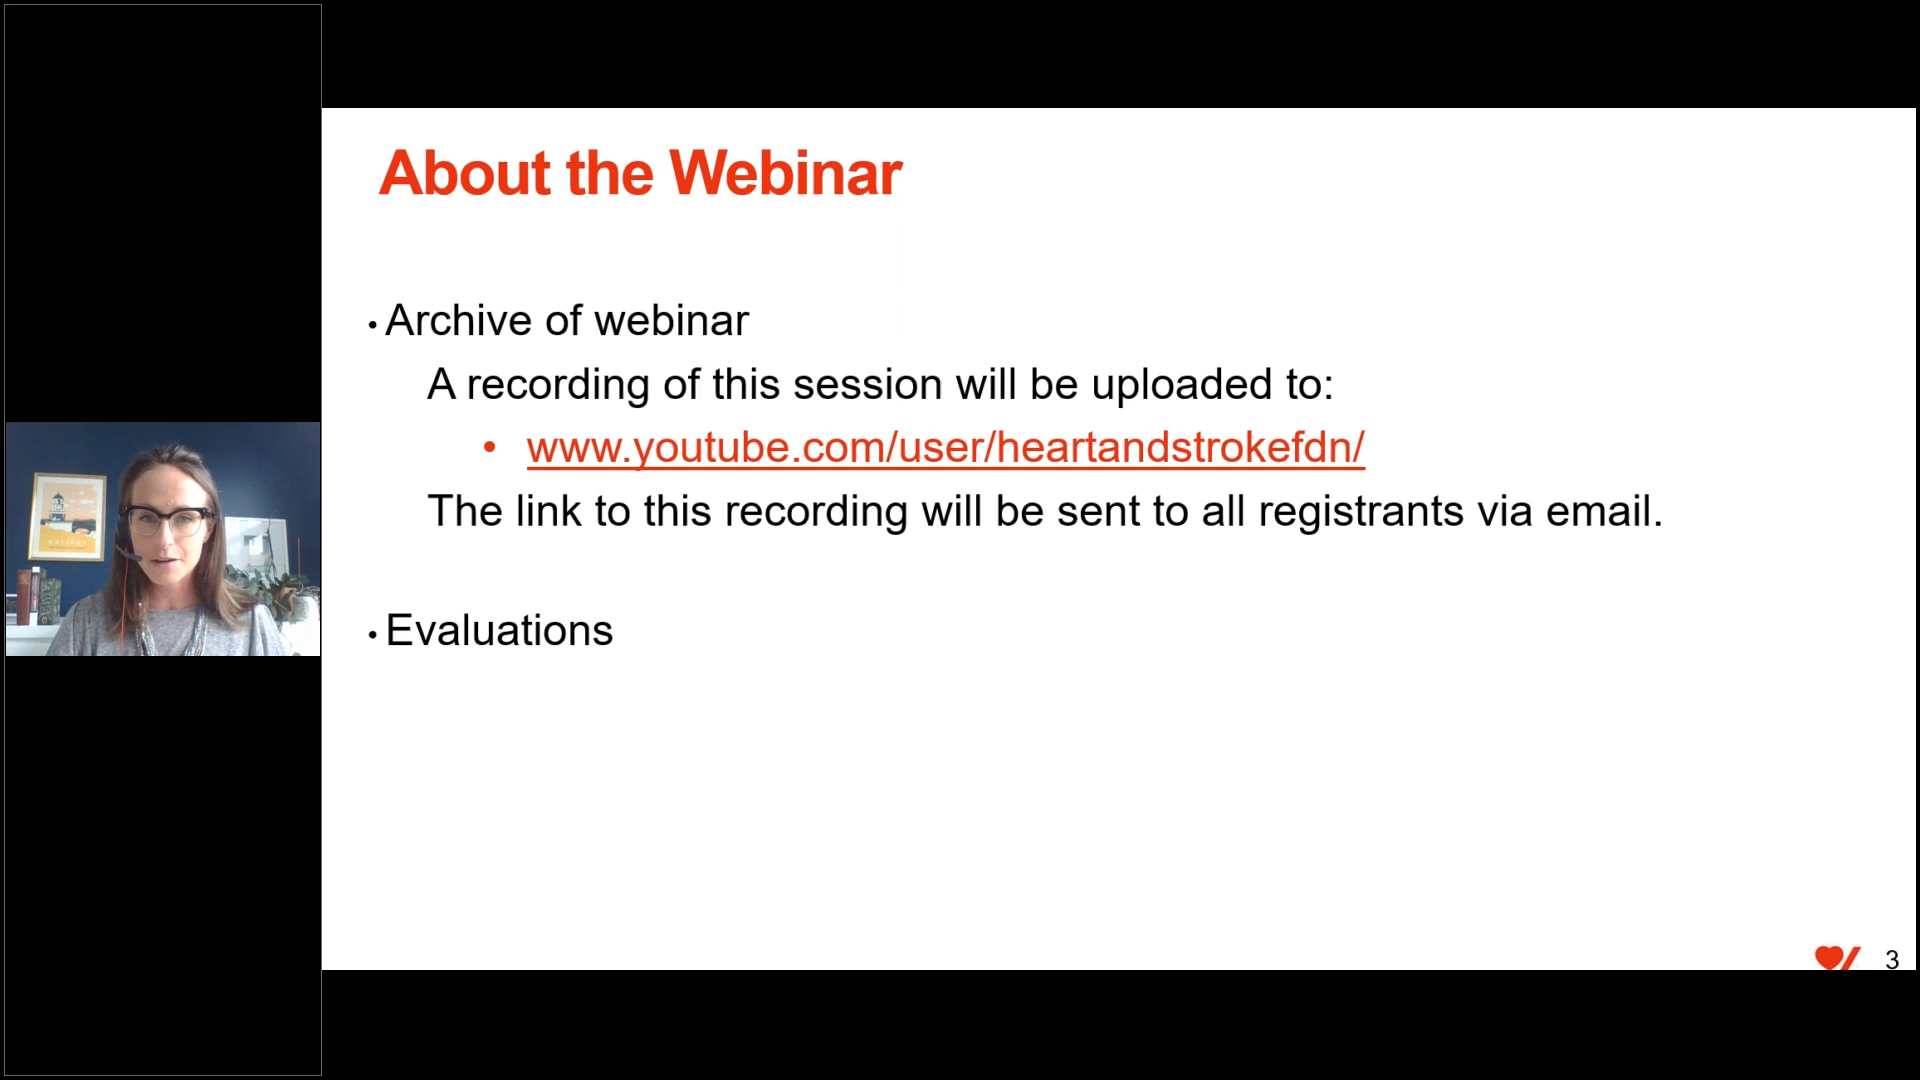 About the Webinar
• Archive of webinar
A recording of this session will be uploaded to:
• www.youtube.com/user/heartandstrokefdn/
The link to this recording will be sent to all registrants via email.
• Evaluations
3